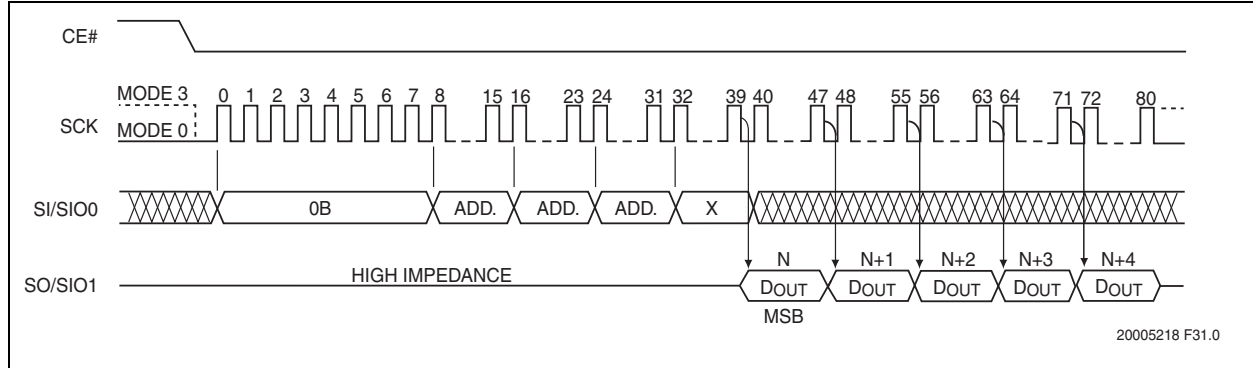 CE#
MODE 3
0 1 2 3 4 5 6 7 8 15 16 23 24 31 32 39 40 47 48 55 56 63 64 71 72 80
SCK
MODE 0
SI/SIO0
0B
ADD.
ADD.
ADD.
X
N
N+1
N+2
N+3
N+4
SO/SIO1
HIGH IMPEDANCE
DOUT
DOUT
DOUT
DOUT
DOUT
MSB
20005218 F31.0